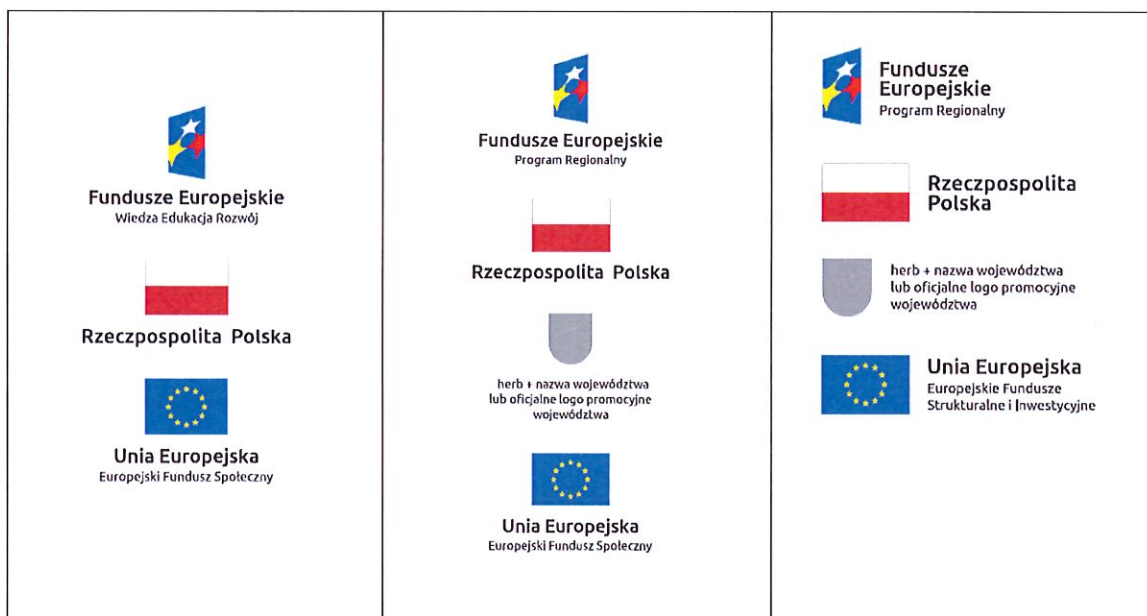 Fundusze Europejskie
Wiedza Edukacja Rozwój
Rzeczpospolita Polska
Unia Europejska
Europejski Fundusz Społeczny
Fundusze Europejskie
Program Regionalny
Rzeczpospolita Polska
herb + nazwa województwa
lub oficjalne logo promocyjne
województwa
Unia Europejska
Europejski Fundusz Społeczny
Fundusze
Europejskie
Program Regionalny
Rzeczpospolita
Polska
herb + nazwa województwa
lub oficjalne logo promocyjne
województwa
Unia Europejska
Europejskie Fundusze
Strukturalne i Inwestycyjne